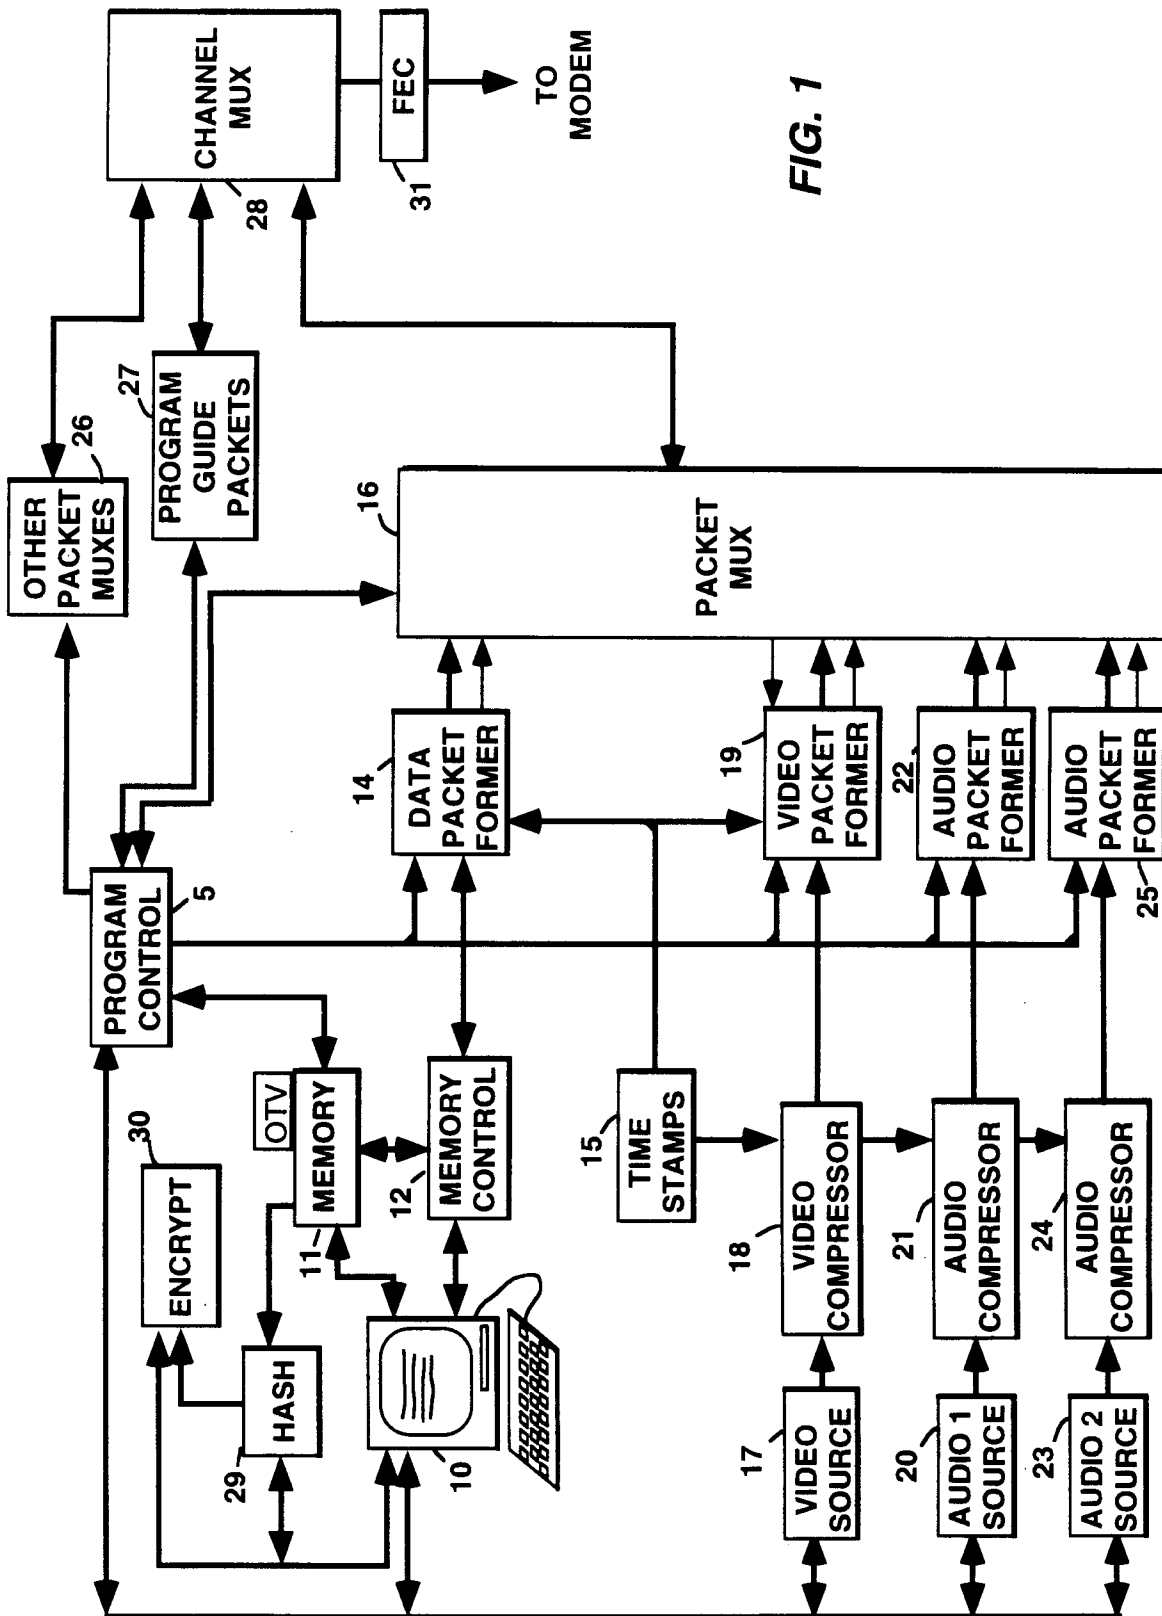 PROGRAM
CONTROL
5
OTHER
PACKET
MUXES
26
PROGRAM
GUIDE
PACKETS
27
CHANNEL
MUX
28
FEC
31
TO
MODEM
ENCRYPT
30
HASH
29
OTV
MEMORY
11
MEMORY
CONTROL
12
10
DATA
PACKET
FORMER
14
TIME
STAMPS
15
PACKET
MUX
16
VIDEO
SOURCE
17
VIDEO
COMPRESSOR
18
VIDEO
PACKET
FORMER
19
AUDIO 1
SOURCE
20
AUDIO
COMPRESSOR
21
AUDIO
PACKET
FORMER
22
AUDIO 2
SOURCE
23
AUDIO
COMPRESSOR
24
AUDIO
PACKET
FORMER
25
FIG. 1